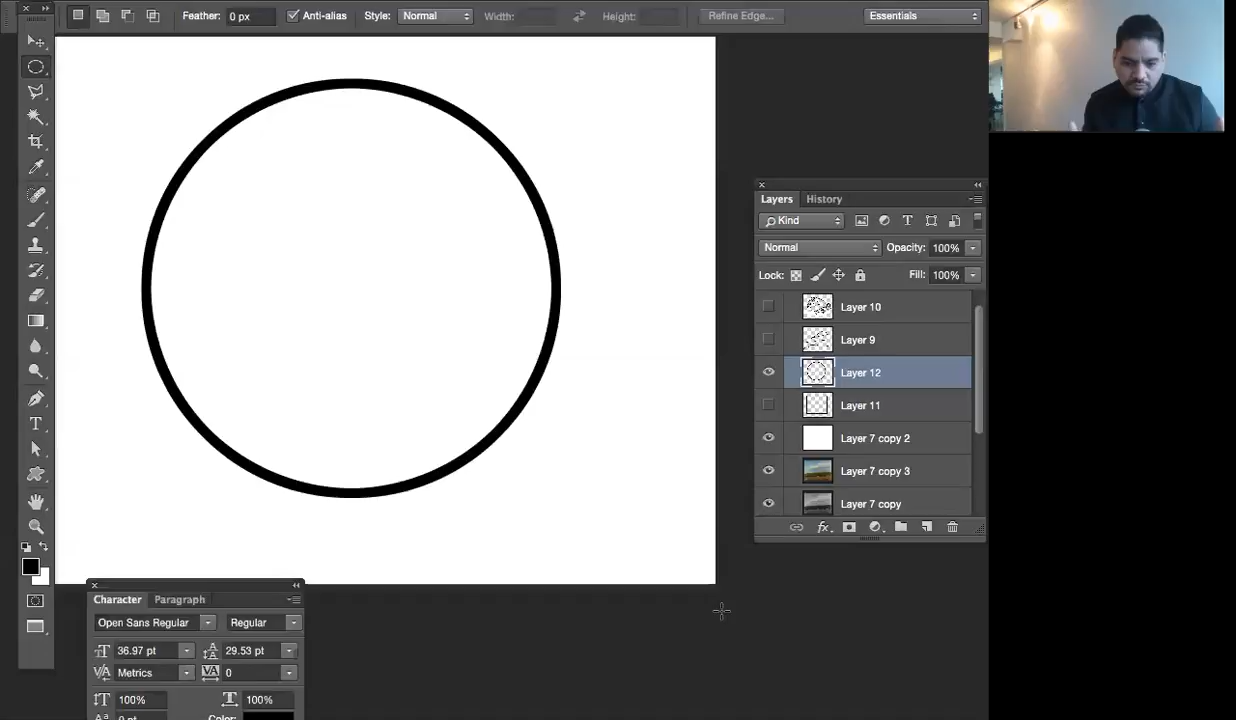 Feather: 0 px Anti-alias Style: Normal Width: Height: Refine Edge... Essentials
Layers History
Kind
Normal Opacity: 100%
Lock: Fill: 100%
Layer 10
Layer 9
Layer 12
Layer 11
Layer 7 copy 2
Layer 7 copy 3
Layer 7 copy
fx
Character Paragraph
Open Sans Regular Regular
36.97 pt 29.53 pt
Metrics 0
100% 100%
0 pt Color: